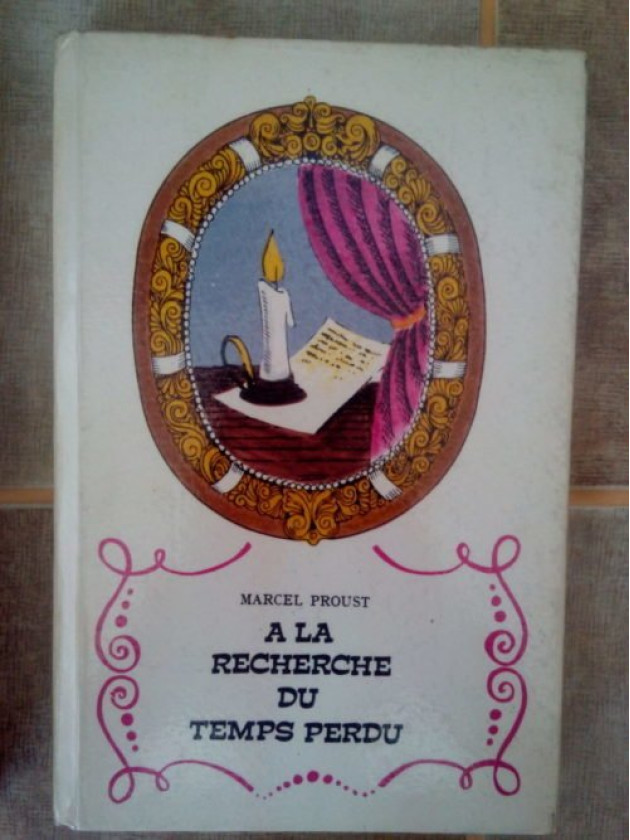 MARCEL PROUST
A LA
RECHERCHE
DU
TEMPS PERDU